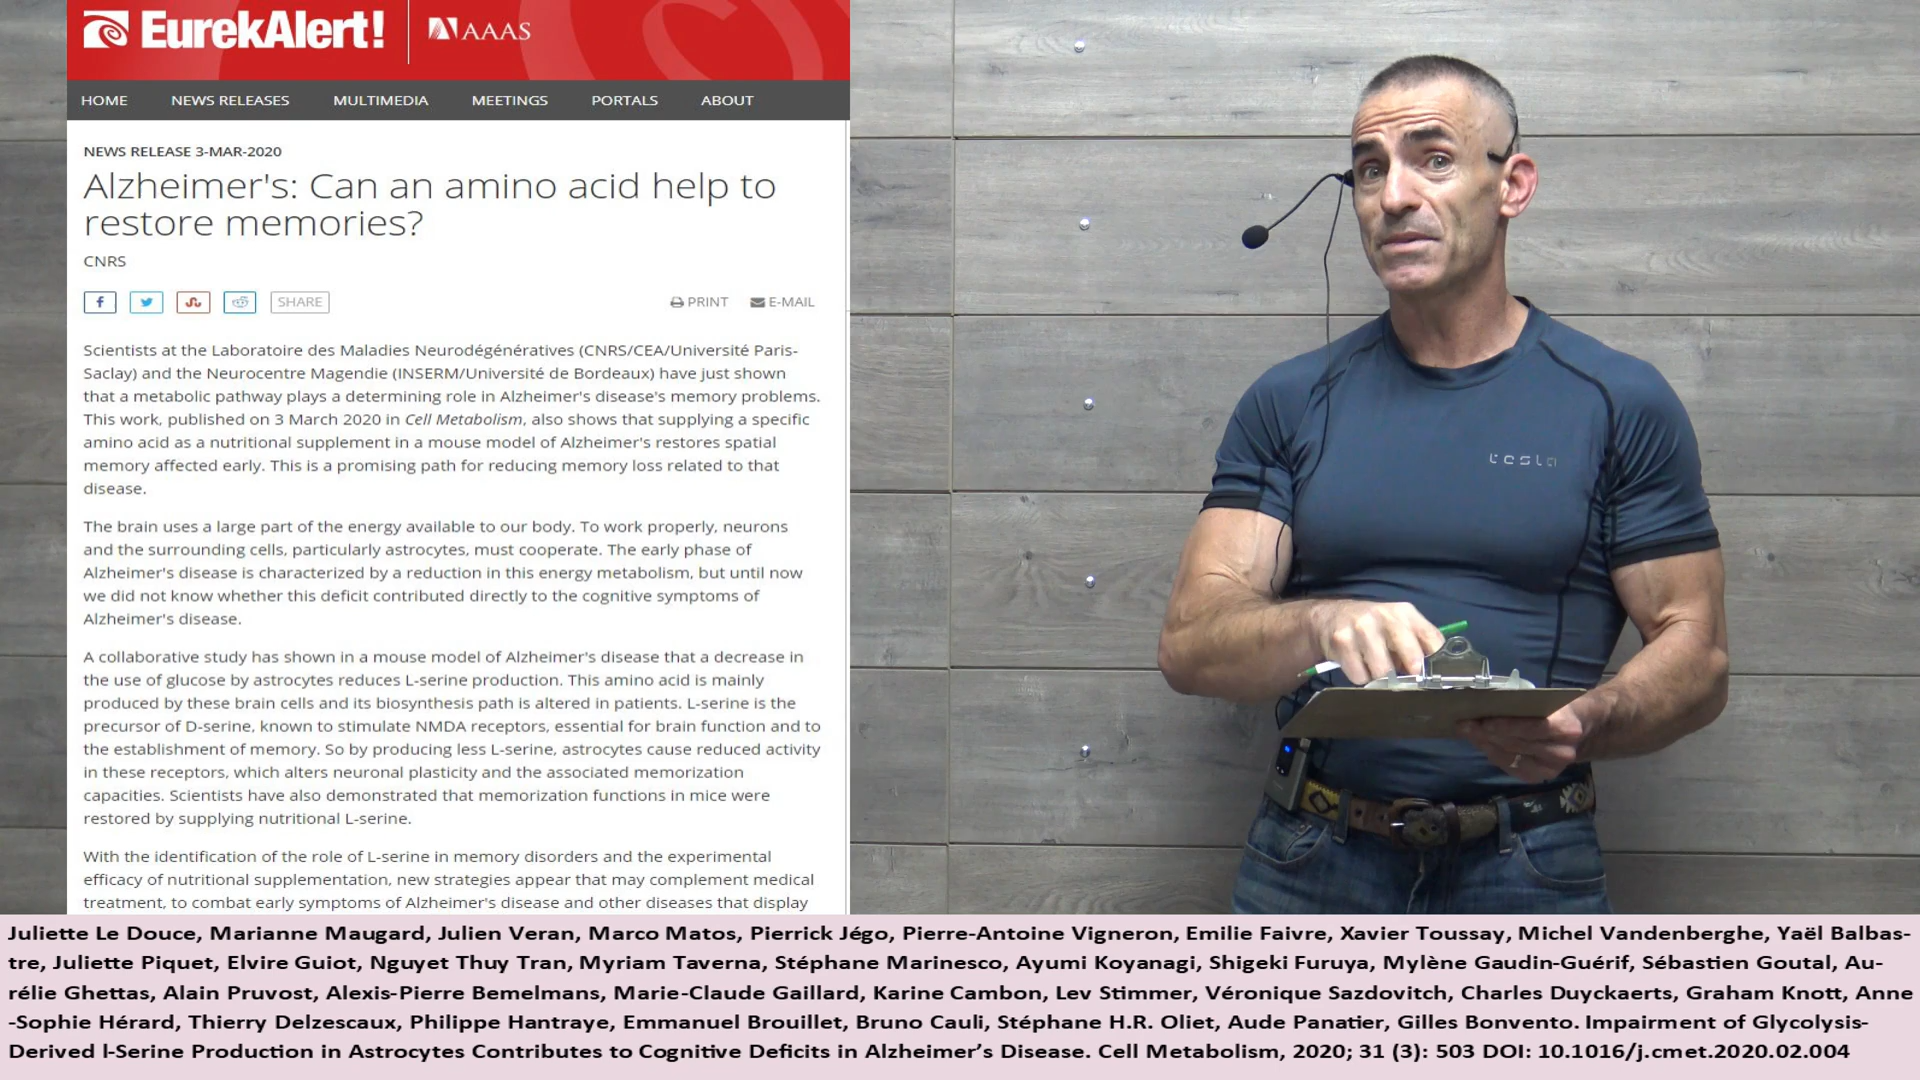 EurekAlert! AAAS
HOME NEWS RELEASES MULTIMEDIA MEETINGS PORTALS ABOUT
NEWS RELEASE 3-MAR-2020
Alzheimer's: Can an amino acid help to
restore memories?
CNRS
SHARE PRINT E-MAIL
Scientists at the Laboratoire des Maladies Neurodégénératives (CNRS/CEA/Université Paris-
Saclay) and the Neurocentre Magendie (INSERM/Université de Bordeaux) have just shown
that a metabolic pathway plays a determining role in Alzheimer's disease's memory problems.
This work, published on 3 March 2020 in Cell Metabolism, also shows that supplying a specific
amino acid as a nutritional supplement in a mouse model of Alzheimer's restores spatial
memory affected early. This is a promising path for reducing memory loss related to that
disease.
The brain uses a large part of the energy available to our body. To work properly, neurons
and the surrounding cells, particularly astrocytes, must cooperate. The early phase of
Alzheimer's disease is characterized by a reduction in this energy metabolism, but until now
we did not know whether this deficit contributed directly to the cognitive symptoms of
Alzheimer's disease.
A collaborative study has shown in a mouse model of Alzheimer's disease that a decrease in
the use of glucose by astrocytes reduces L-serine production. This amino acid is mainly
produced by these brain cells and its biosynthesis path is altered in patients. L-serine is the
precursor of D-serine, known to stimulate NMDA receptors, essential for brain function and to
the establishment of memory. So by producing less L-serine, astrocytes cause reduced activity
in these receptors, which alters neuronal plasticity and the associated memorization
capacities. Scientists have also demonstrated that memorization functions in mice were
restored by supplying nutritional L-serine.
With the identification of the role of L-serine in memory disorders and the experimental
efficacy of nutritional supplementation, new strategies appear that may complement medical
treatment, to combat early symptoms of Alzheimer's disease and other diseases that display
tesla
Juliette Le Douce, Marianne Maugard, Julien Veran, Marco Matos, Pierrick Jégo, Pierre-Antoine Vigneron, Emilie Faivre, Xavier Toussay, Michel Vandenberghe, Yaël Balbas-
tre, Juliette Piquet, Elvire Guiot, Nguyet Thuy Tran, Myriam Taverna, Stéphane Marinesco, Ayumi Koyanagi, Shigeki Furuya, Mylène Gaudin-Guérif, Sébastien Goutal, Au-
rélie Ghettas, Alain Pruvost, Alexis-Pierre Bemelmans, Marie-Claude Gaillard, Karine Cambon, Lev Stimmer, Véronique Sazdovitch, Charles Duyckaerts, Graham Knott, Anne
-Sophie Hérard, Thierry Delzescaux, Philippe Hantraye, Emmanuel Brouillet, Bruno Cauli, Stéphane H.R. Oliet, Aude Panatier, Gilles Bonvento. Impairment of Glycolysis-
Derived l-Serine Production in Astrocytes Contributes to Cognitive Deficits in Alzheimer's Disease. Cell Metabolism, 2020; 31 (3): 503 DOI: 10.1016/j.cmet.2020.02.004